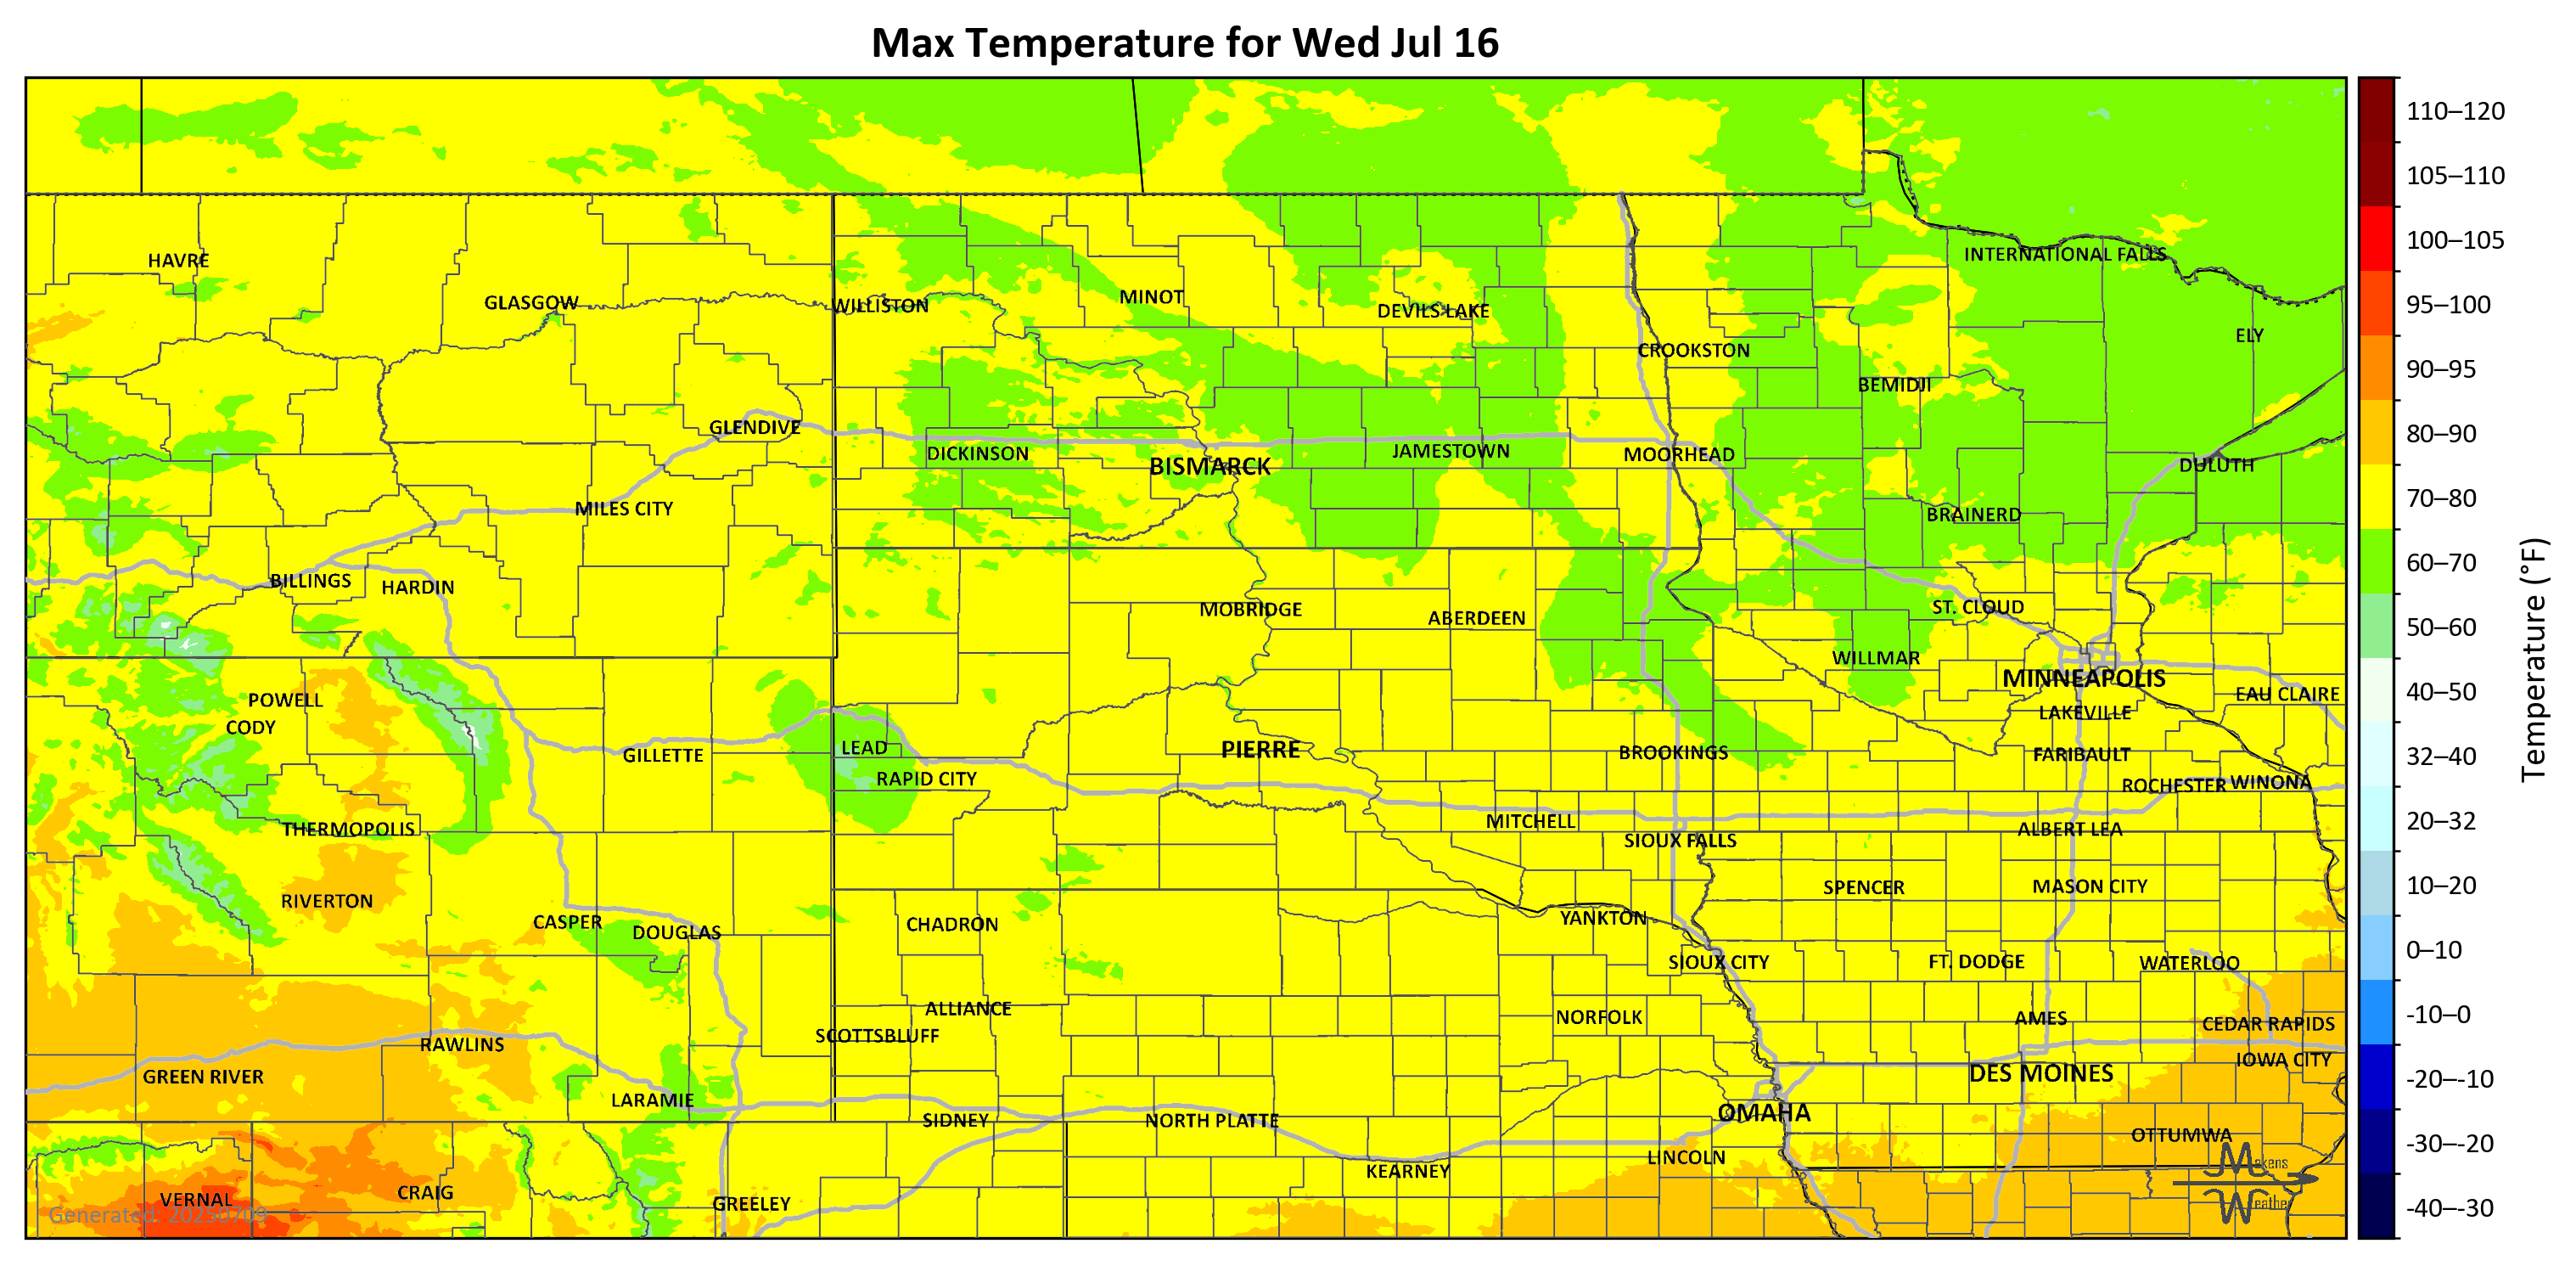 Max Temperature for Wed Jul 16
110–120
105–110
100–105
95–100
90–95
80–90
70–80
60–70
50–60
40–50
32–40
20–32
10–20
0–10
-10–0
-20–-10
-30–-20
-40–-30
Temperature (°F)
HAVRE
GLASGOW
WILLISTON
MINOT
DEVILS LAKE
INTERNATIONAL FALLS
ELY
CROOKSTON
BEMIDJI
GLENDIVE
DICKINSON
BISMARCK
JAMESTOWN
MOORHEAD
DULUTH
MILES CITY
BRAINERD
BILLINGS
HARDIN
MOBRIDGE
ABERDEEN
ST. CLOUD
WILLMAR
MINNEAPOLIS
EAU CLAIRE
POWELL
CODY
LAKEVILLE
GILLETTE
LEAD
PIERRE
BROOKINGS
FARIBAULT
RAPID CITY
ROCHESTER
WINONA
THERMOPOLIS
MITCHELL
SIOUX FALLS
ALBERT LEA
RIVERTON
SPENCER
MASON CITY
CASPER
DOUGLAS
CHADRON
YANKTON
SIOUX CITY
FT. DODGE
WATERLOO
ALLIANCE
NORFOLK
AMES
CEDAR RAPIDS
SCOTTSBLUFF
RAWLINS
IOWA CITY
GREEN RIVER
DES MOINES
LARAMIE
OMAHA
SIDNEY
NORTH PLATTE
OTTUMWA
LINCOLN
KEARNEY
VERNAL
CRAIG
GREELEY
Generated: 20250709
Makens
Weather